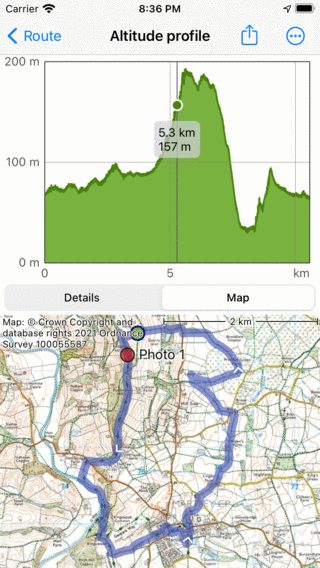 Carrier 8:36 PM
Route Altitude profile
200 m
5.3 km
157 m
100 m
0 m
0 5 km
Details Map
Map: © Crown Copyright and
database rights 2021 Ordnance
Survey 100055587
2 km
Photo 1